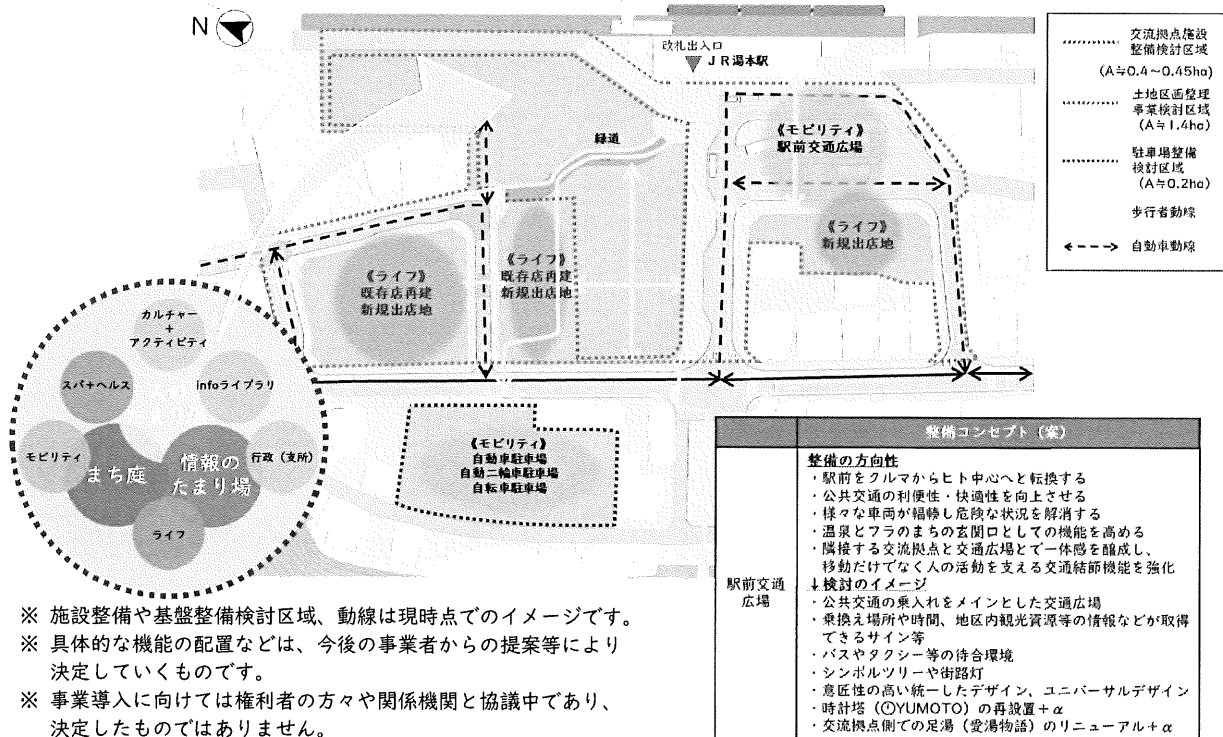 N
改札出入口
JR湯本駅
交流拠点施設
整備検討区域
(A≒0.4~0.45ha)
土地区画整理
事業検討区域
(A≒1.4ha)
駐車場整備
検討区域
(A≒0.2ha)
歩行者動線
自動車動線
《モビリティ》
駅前交通広場
緑道
《ライフ》
新規出店地
《ライフ》
既存店再建
新規出店地
《ライフ》
既存店再建
新規出店地
カルチャー
+
アクティビティ
スパ+ヘルス
infoライブラリ
モビリティ
まち庭
情報の
たまり場
行政(支所)
ライフ
《モビリティ》
自動車駐車場
自動二輪車駐車場
自転車駐車場
※ 施設整備や基盤整備検討区域、動線は現時点でのイメージです。
※ 具体的な機能の配置などは、今後の事業者からの提案等により
決定していくものです。
※ 事業導入に向けては権利者の方々や関係機関と協議中であり、
決定したものではありません。
整備コンセプト(案)
駅前交通
広場
整備の方向性
・駅前をクルマからヒト中心へと転換する
・公共交通の利便性・快適性を向上させる
・様々な車両が輻輳し危険な状況を解消する
・温泉とフラのまちの玄関口としての機能を高める
・隣接する交流拠点と交通広場とで一体感を醸成し、
移動だけでなく人の活動を支える交通結節機能を強化
↓検討のイメージ
・公共交通の乗入れをメインとした交通広場
・乗換え場所や時間、地区内観光資源等の情報などが取得
できるサイン等
・バスやタクシー等の待合環境
・シンボルツリーや街路灯
・意匠性の高い統一したデザイン、ユニバーサルデザイン
・時計塔(🕛YUMOTO)の再設置+α
・交流拠点側での足湯(愛湯物語)のリニューアル+α